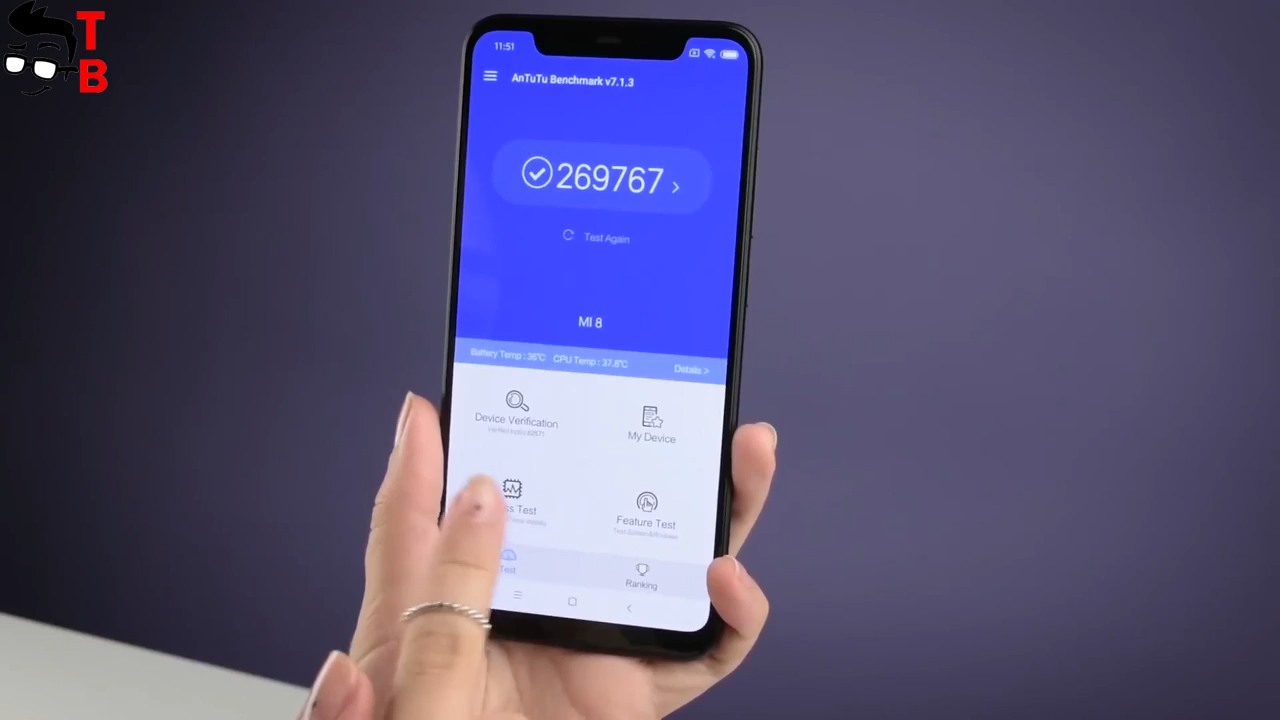 T
B
11:51
AnTuTu Benchmark v7.1.3
269767
Test Again
MI 8
Battery Temp : 36°C CPU Temp : 37.8°C
Details >
Device Verification
My Device
ss Test
Feature Test
Test
Ranking